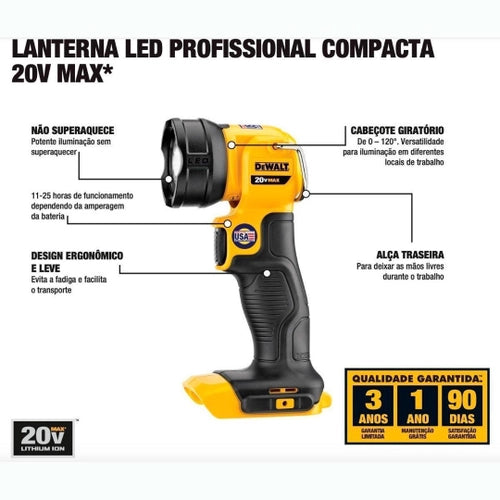 LANTERNA LED PROFISSIONAL COMPACTA
20V MAX*
NÃO SUPERAQUECE
Potente iluminação sem
superaquecer
11-25 horas de funcionamento
dependendo da amperagem
da bateria
DESIGN ERGONÔMICO
E LEVE
Evita a fadiga e facilita
o transporte
CABEÇOTE GIRATÓRIO
De 0 – 120°. Versatilidade
para iluminação em diferentes
locais de trabalho
ALÇA TRASEIRA
Para deixar as mãos livres
durante o trabalho
LED
DEWALT
20V MAX
USA
20V MAX*
LITHIUM ION
QUALIDADE GARANTIDA.
3
ANOS
GARANTIA
LIMITADA
1
ANO
MANUTENÇÃO
GRÁTIS
90
DIAS
SATISFAÇÃO
GARANTIDA